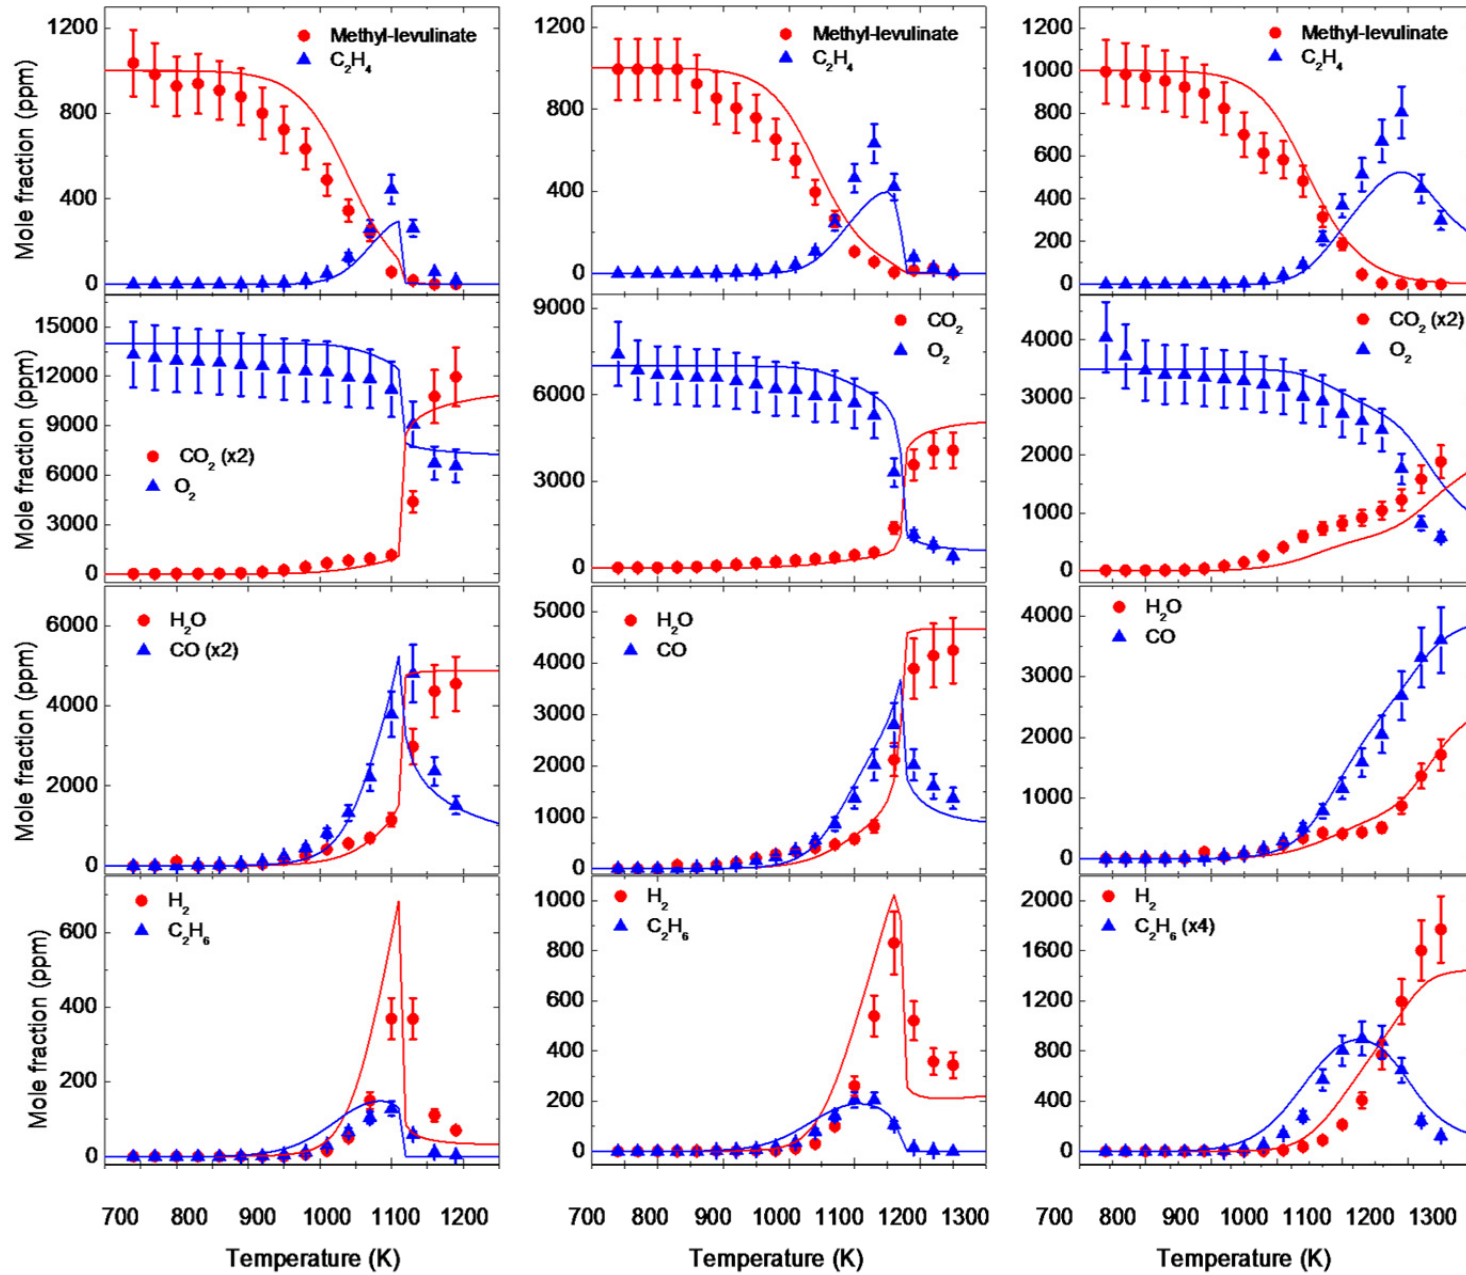 Mole fraction (ppm)
1200
800
400
0
Methyl-levulinate
C₂H₄
1200
800
400
0
Methyl-levulinate
C₂H₄
1200
1000
800
600
400
200
0
Methyl-levulinate
C₂H₄
Mole fraction (ppm)
15000
12000
9000
6000
3000
0
CO₂ (x2)
O₂
9000
6000
3000
0
CO₂
O₂
4000
3000
2000
1000
0
CO₂ (x2)
O₂
Mole fraction (ppm)
6000
4000
2000
0
H₂O
CO (x2)
5000
4000
3000
2000
1000
0
H₂O
CO
4000
3000
2000
1000
0
H₂O
CO
Mole fraction (ppm)
600
400
200
0
H₂
C₂H₆
1000
800
600
400
200
0
H₂
C₂H₆
2000
1600
1200
800
400
0
H₂
C₂H₆ (x4)
700 800 900 1000 1100 1200
700 800 900 1000 1100 1200 1300
700 800 900 1000 1100 1200 1300
Temperature (K)
Temperature (K)
Temperature (K)